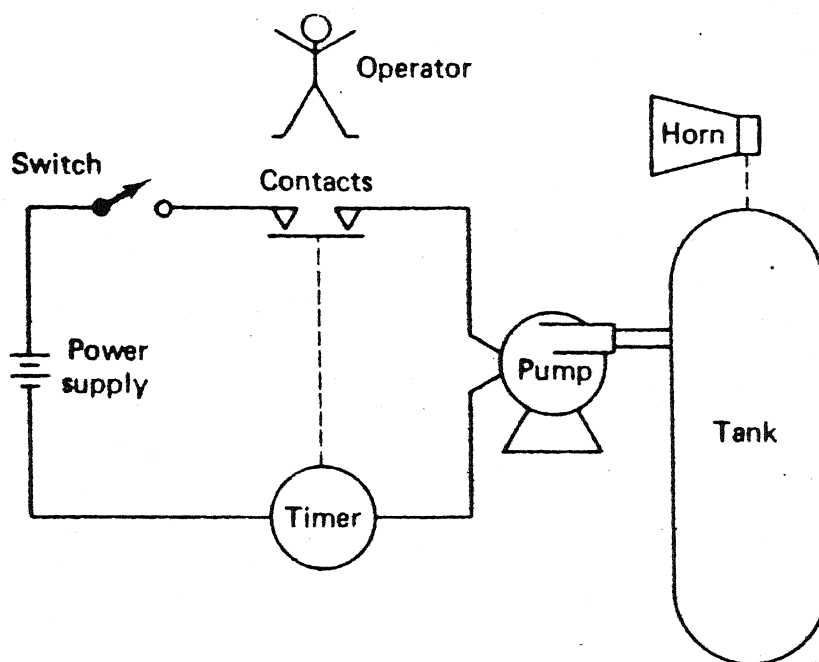 Operator
Horn
Switch
Contacts
Power
supply
Pump
Tank
Timer